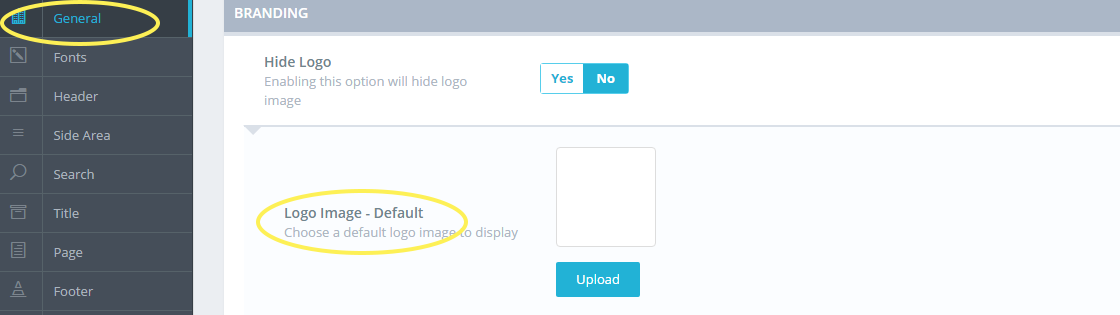 General
Fonts
Header
Side Area
Search
Title
Page
Footer
BRANDING
Hide Logo
Enabling this option will hide logo
image
Yes No
Logo Image - Default
Choose a default logo image to display
Upload